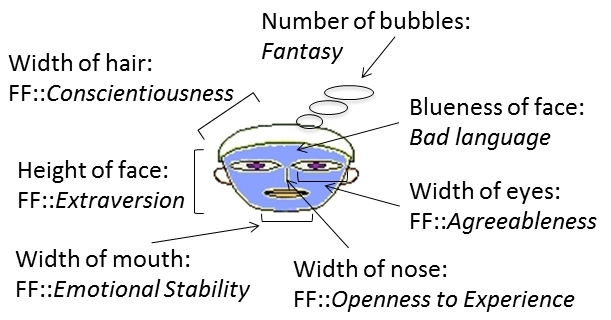 Number of bubbles:
Fantasy
Width of hair:
FF::Conscientiousness
Blueness of face:
Bad language
Height of face:
FF::Extraversion
Width of eyes:
FF::Agreeableness
Width of mouth:
FF::Emotional Stability
Width of nose:
FF::Openness to Experience